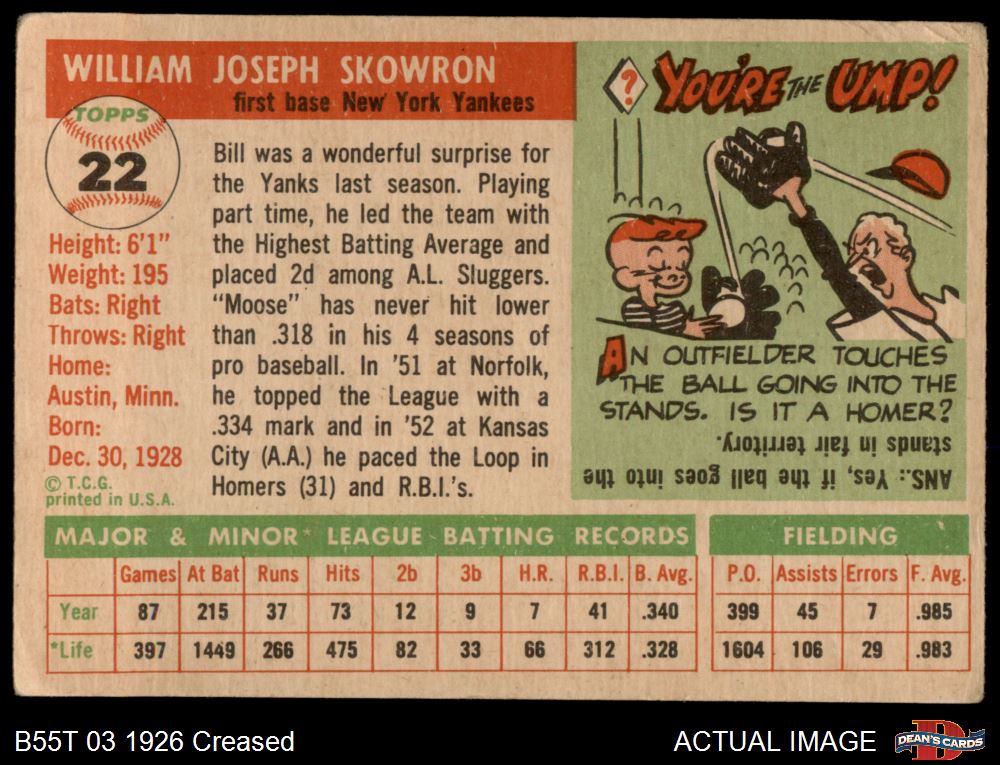 WILLIAM JOSEPH SKOWRON
first base New York Yankees
TOPPS
22
Height: 6'1"
Weight: 195
Bats: Right
Throws: Right
Home:
Austin, Minn.
Born:
Dec. 30, 1928
© T.C.G.
printed in U.S.A.
Bill was a wonderful surprise for
the Yanks last season. Playing
part time, he led the team with
the Highest Batting Average and
placed 2d among A.L. Sluggers.
"Moose" has never hit lower
than .318 in his 4 seasons of
pro baseball. In '51 at Norfolk,
he topped the League with a
.334 mark and in '52 at Kansas
City (A.A.) he paced the Loop in
Homers (31) and R.B.I.'s.
?
YOU'RE THE UMP!
AN OUTFIELDER TOUCHES
THE BALL GOING INTO THE
STANDS. IS IT A HOMER?
ANS.: Yes, if the ball goes into the
stands in fair territory.
MAJOR & MINOR* LEAGUE BATTING RECORDS FIELDING
Games At Bat Runs Hits 2b 3b H.R. R.B.I. B. Avg. P.O. Assists Errors F. Avg.
Year 87 215 37 73 12 9 7 41 .340 399 45 7 .985
*Life 397 1449 266 475 82 33 66 312 .328 1604 106 29 .983
B55T 03 1926 Creased
ACTUAL IMAGE
DEAN'S CARDS